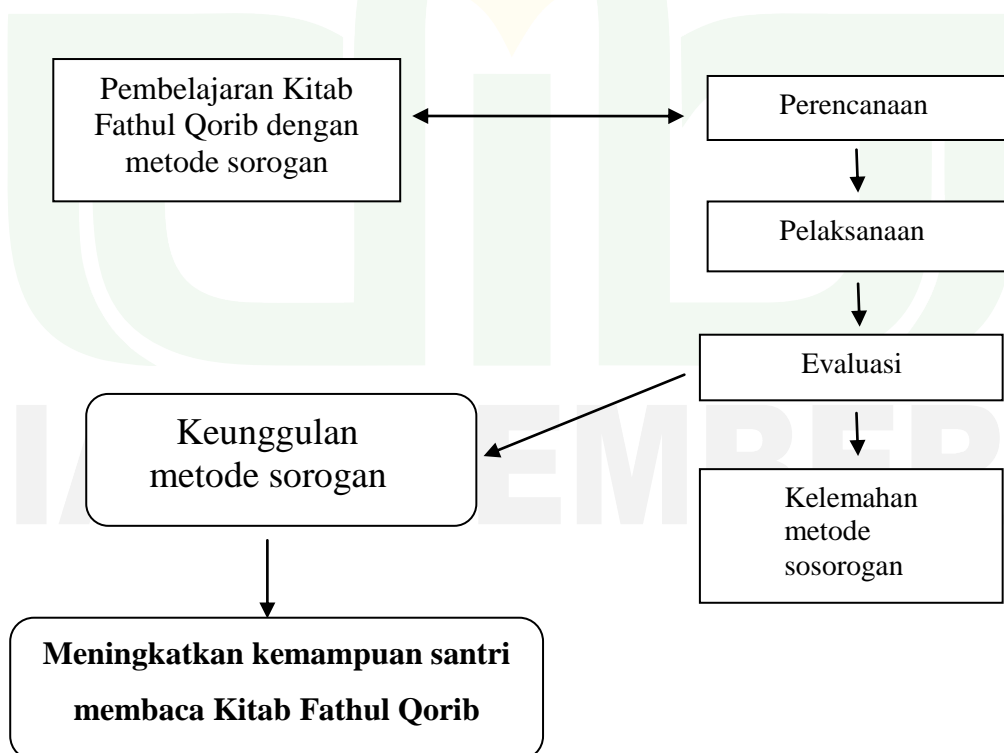 Pembelajaran Kitab
Fathul Qorib dengan
metode sorogan
Perencanaan
Pelaksanaan
Evaluasi
Keunggulan
metode sorogan
Kelemahan
metode
sosorogan
Meningkatkan kemampuan santri
membaca Kitab Fathul Qorib